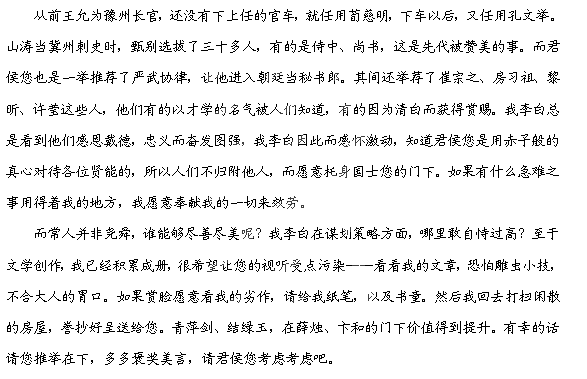 从前王允为豫州长官，还没有下上任的官车，就任用荀慈明，下车以后，又任用孔文举。
山涛当冀州刺史时，甄别选拔了三十多人，有的是侍中、尚书，这是先代被赞美的事。而君
侯您也是一举推荐了严武协律，让他进入朝廷当秘书郎。其间还举荐了崔宗之、房习祖、黎
昕、许莹这些人，他们有的以才学的名气被人们知道，有的因为清白而获得赏赐。我李白总
是看到他们感恩戴德，忠义而奋发图强，我李白因此而感怀激动，知道君侯您是用赤子般的
真心对待各位贤能的，所以人们不归附他人，而愿意托身国士您的门下。如果有什么急难之
事用得着我的地方，我愿意奉献我的一切来效劳。
而常人并非尧舜，谁能够尽善尽美呢？我李白在谋划策略方面，哪里敢自恃过高？至于
文学创作，我已经积累成册，很希望让您的视听受点污染——看看我的文章，恐怕雕虫小技，
不合大人的胃口。如果赏脸愿意看我的劣作，请给我纸笔，以及书童。然后我回去打扫闲散
的房屋，誊抄好呈送给您。青萍剑、结绿玉，在薛烛、卞和的门下价值得到提升。有幸的话
请您推举在下，多多褒奖美言，请君侯您考虑考虑吧。